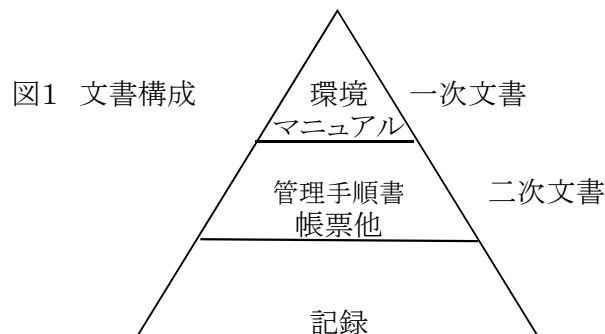 図1 文書構成
環境
マニュアル
一次文書
管理手順書
帳票他
二次文書
記録